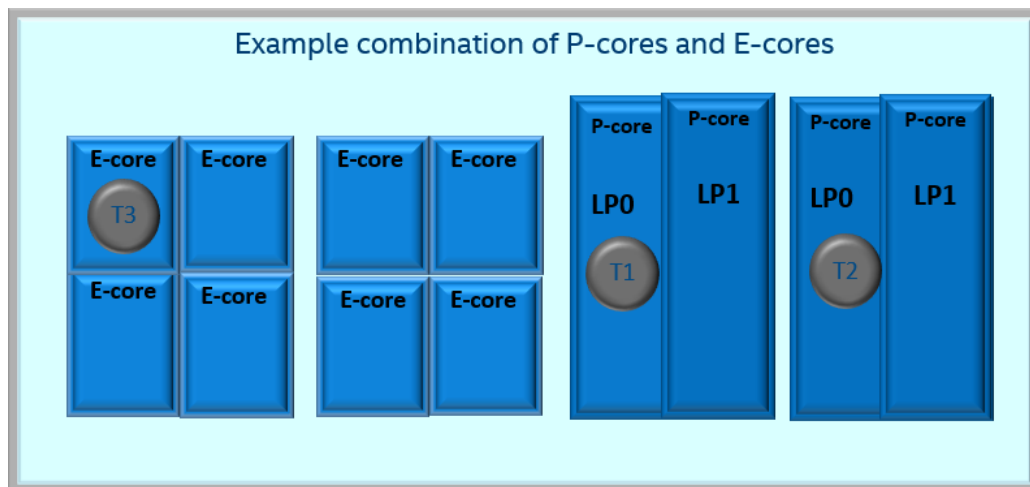 Example combination of P-cores and E-cores
E-core
E-core
T3
E-core
E-core
E-core
E-core
E-core
E-core
P-core
LP0
T1
P-core
LP1
P-core
LP0
T2
P-core
LP1